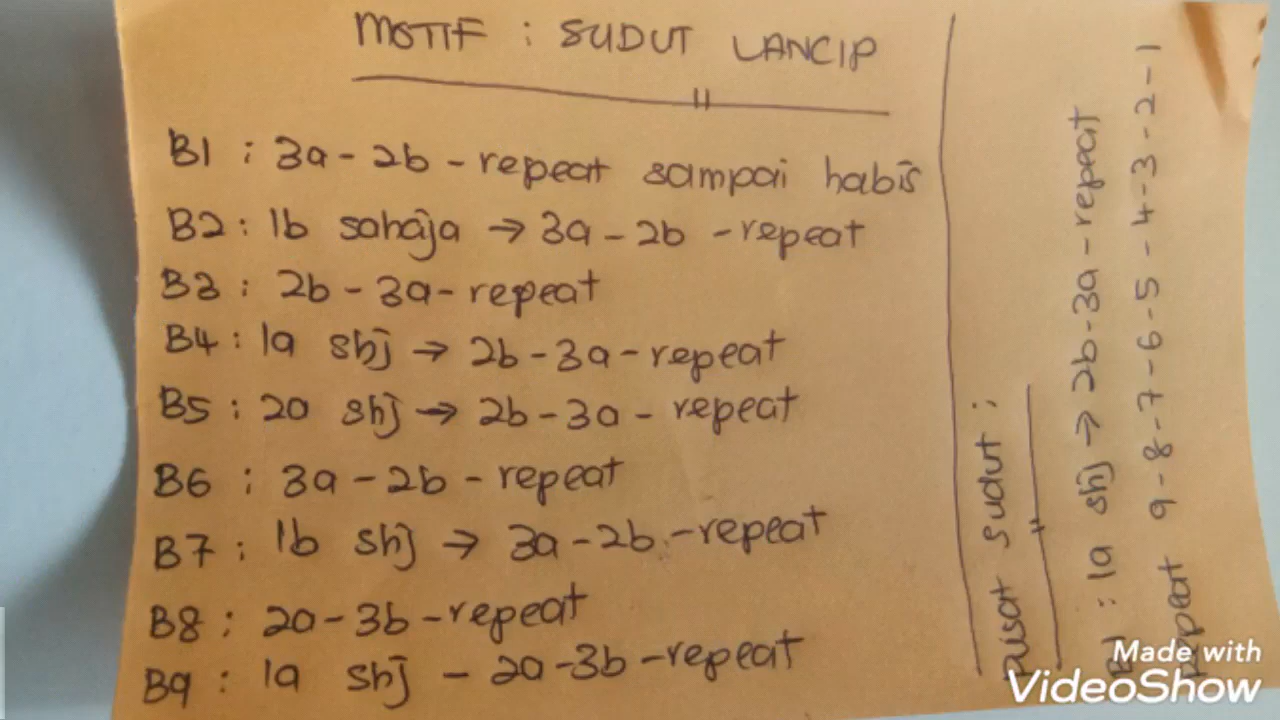 MOTIF : SUDUT LANCIP
B1 : 3a - 2b - repeat sampai habis
B2 : 1b sahaja → 3a - 2b - repeat
B3 : 2b - 3a - repeat
B4 : 1a shj → 2b - 3a - repeat
B5 : 2a shj → 2b - 3a - repeat
B6 : 3a - 2b - repeat
B7 : 1b shj → 3a - 2b - repeat
B8 : 2a - 3b - repeat
B9 : 1a shj - 2a - 3b - repeat
pusat sudut :
B1 : 1a shj → 2b - 3a - repeat
Repeat 9 - 8 - 7 - 6 - 5 - 4 - 3 - 2 - 1
Made with
VideoShow